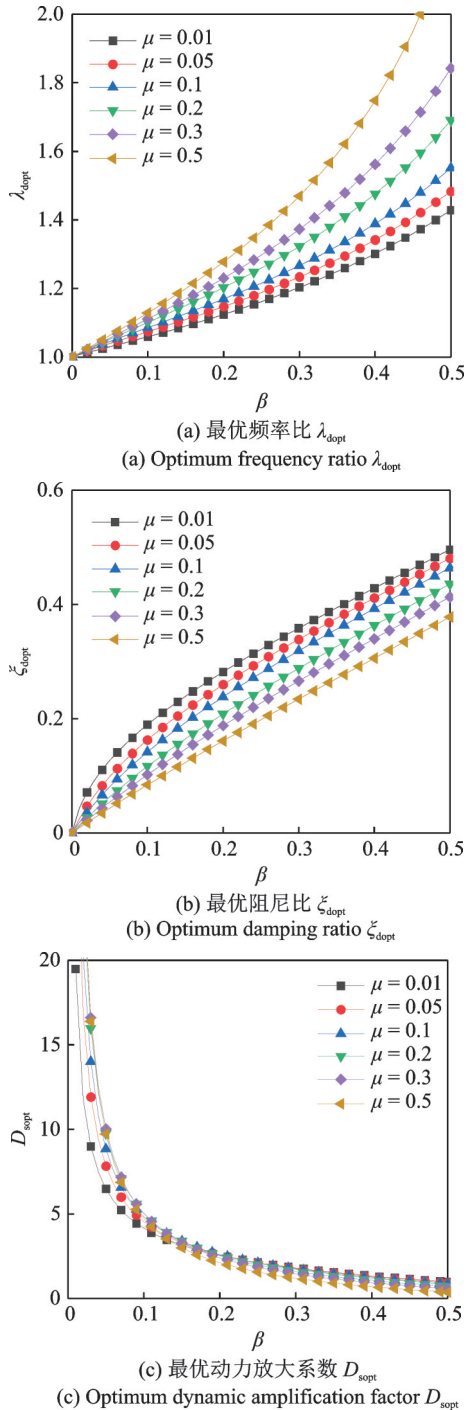 2.0
1.8
1.6
1.4
1.2
1.0
λdopt
μ = 0.01
μ = 0.05
μ = 0.1
μ = 0.2
μ = 0.3
μ = 0.5
0 0.1 0.2 0.3 0.4 0.5
β
(a) 最优频率比 λdopt
(a) Optimum frequency ratio λdopt
0.6
0.4
0.2
0
ξdopt
μ = 0.01
μ = 0.05
μ = 0.1
μ = 0.2
μ = 0.3
μ = 0.5
0 0.1 0.2 0.3 0.4 0.5
β
(b) 最优阻尼比 ξdopt
(b) Optimum damping ratio ξdopt
20
15
10
5
0
Dsopt
μ = 0.01
μ = 0.05
μ = 0.1
μ = 0.2
μ = 0.3
μ = 0.5
0 0.1 0.2 0.3 0.4 0.5
β
(c) 最优动力放大系数 Dsopt
(c) Optimum dynamic amplification factor Dsopt